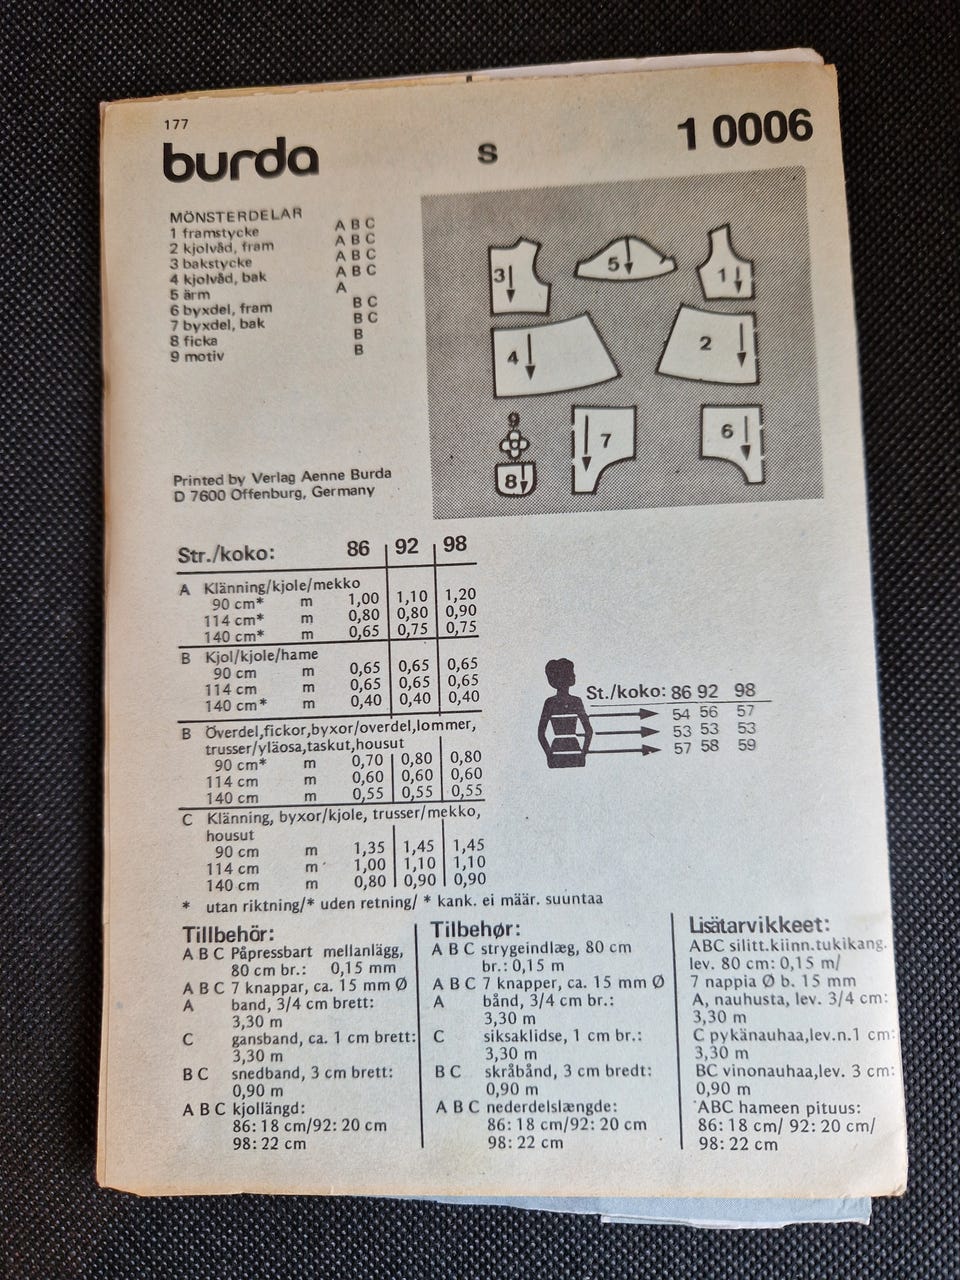 177
burda
S
1 0006
MÖNSTERDELAR
1 framstycke A B C
2 kjolvåd, fram A B C
3 bakstycke A B C
4 kjolvåd, bak A B C
5 ärm A
6 byxdel, fram B C
7 byxdel, bak B C
8 ficka B
9 motiv B
3
5
1
4
2
9
7
6
8
Printed by Verlag Aenne Burda
D 7600 Offenburg, Germany
Str./koko: 86 92 98
A Klänning/kjole/mekko
90 cm* m 1,00 1,10 1,20
114 cm* m 0,80 0,80 0,90
140 cm* m 0,65 0,75 0,75
B Kjol/kjole/hame
90 cm m 0,65 0,65 0,65
114 cm m 0,65 0,65 0,65
140 cm* m 0,40 0,40 0,40
B Överdel,fickor,byxor/overdel,lommer,
trusser/yläosa,taskut,housut
90 cm* m 0,70 0,80 0,80
114 cm m 0,60 0,60 0,60
140 cm m 0,55 0,55 0,55
C Klänning, byxor/kjole, trusser/mekko,
housut
90 cm m 1,35 1,45 1,45
114 cm m 1,00 1,10 1,10
140 cm m 0,80 0,90 0,90
* utan riktning/* uden retning/ * kank. ei määr. suuntaa
St./koko: 86 92 98
54 56 57
53 53 53
57 58 59
Tillbehör:
A B C Påpressbart mellanlägg,
80 cm br.: 0,15 mm
A B C 7 knappar, ca. 15 mm Ø
A band, 3/4 cm brett:
3,30 m
C gansband, ca. 1 cm brett:
3,30 m
B C snedband, 3 cm brett:
0,90 m
A B C kjollängd:
86: 18 cm/92: 20 cm
98: 22 cm
Tilbehør:
A B C strygeindlæg, 80 cm
br.: 0,15 m
A B C 7 knapper, ca. 15 mm Ø
A bånd, 3/4 cm br.:
3,30 m
C siksaklidse, 1 cm br.:
3,30 m
B C skråbånd, 3 cm bredt:
0,90 m
A B C nederdelslængde:
86: 18 cm/92: 20 cm
98: 22 cm
Lisätarvikkeet:
ABC silitt.kiinn.tukikang.
lev. 80 cm: 0,15 m/
7 nappia Ø b. 15 mm
A, nauhusta, lev. 3/4 cm:
3,30 m
C pykänauhaa,lev.n.1 cm:
3,30 m
BC vinonauhaa,lev. 3 cm:
0,90 m
ABC hameen pituus:
86: 18 cm/ 92: 20 cm/
98: 22 cm